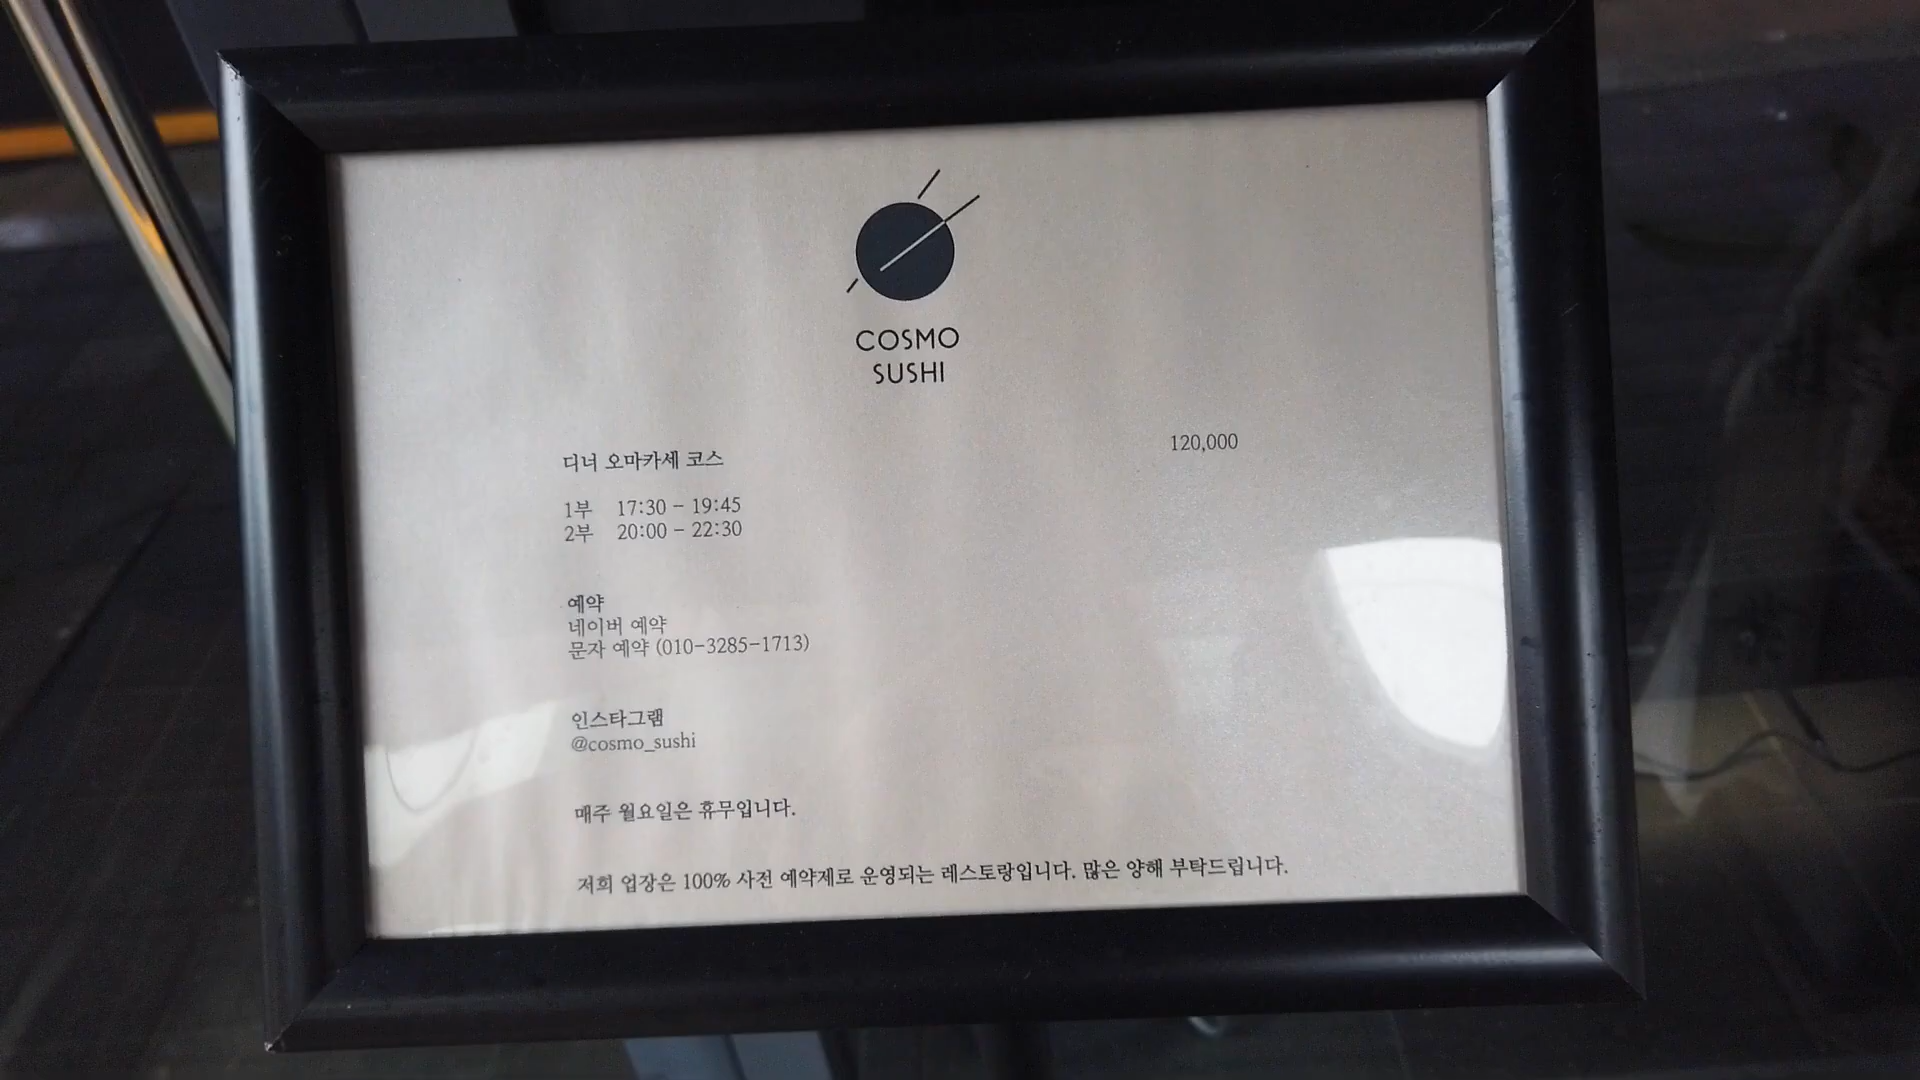 COSMO
SUSHI
디너 오마카세 코스 120,000
1부 17:30 - 19:45
2부 20:00 - 22:30
예약
네이버 예약
문자 예약 (010-3285-1713)
인스타그램
@cosmo_sushi
매주 월요일은 휴무입니다.
저희 업장은 100% 사전 예약제로 운영되는 레스토랑입니다. 많은 양해 부탁드립니다.